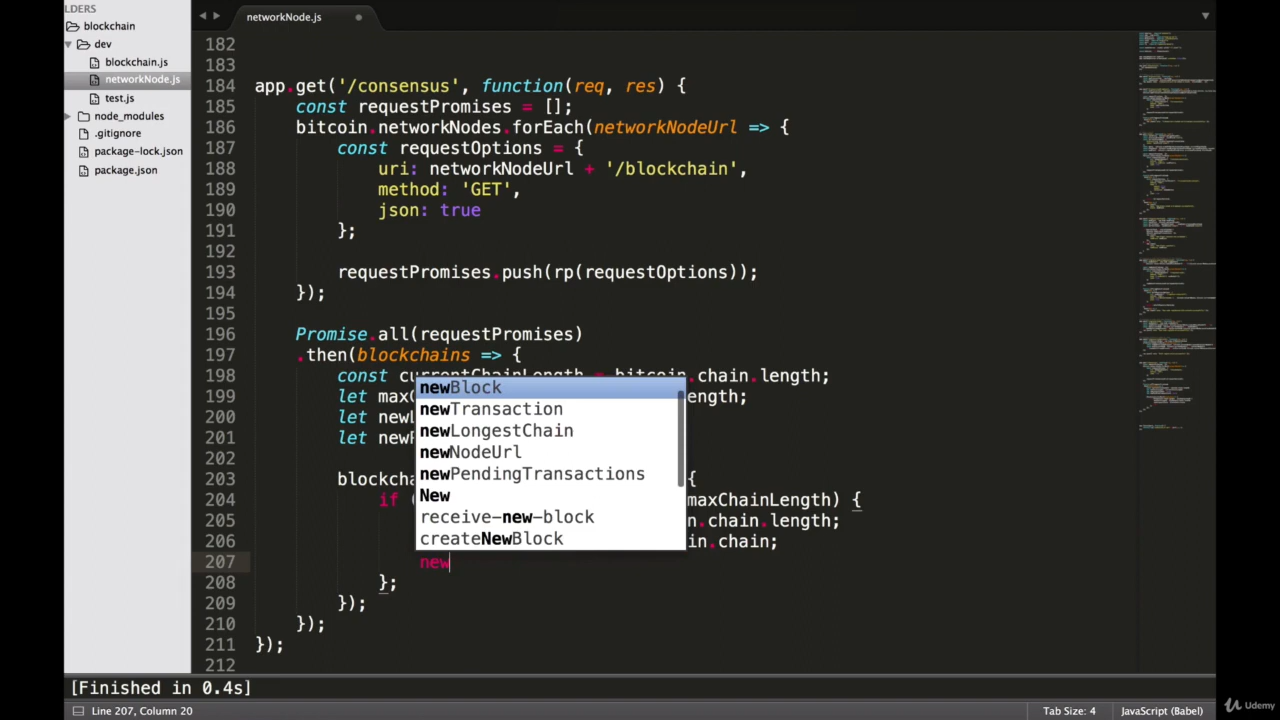 LDERS
blockchain
dev
blockchain.js
networkNode.js
test.js
node_modules
.gitignore
package-lock.json
package.json
networkNode.js
182
183
184 app.get('/consensus', function(req, res) {
185 const requestPromises = [];
186 bitcoin.networkNodes.forEach(networkNodeUrl => {
187 const requestOptions = {
188 uri: networkNodeUrl + '/blockchain',
189 method: 'GET',
190 json: true
191 };
192
193 requestPromises.push(rp(requestOptions));
194 });
195
196 Promise.all(requestPromises)
197 .then(blockchains => {
198 const currentChainLength = bitcoin.chain.length;
199 let maxC ength;
200 let newL
201 let new
202
203 blockcha {
204 if ( maxChainLength) {
205 n.chain.length;
206 in.chain;
207 new
208 };
209 });
210 });
211 });
212
newBlock
newTransaction
newLongestChain
newNodeUrl
newPendingTransactions
New
receive-new-block
createNewBlock
[Finished in 0.4s]
Line 207, Column 20
Tab Size: 4
JavaScript (Babel)
Udemy